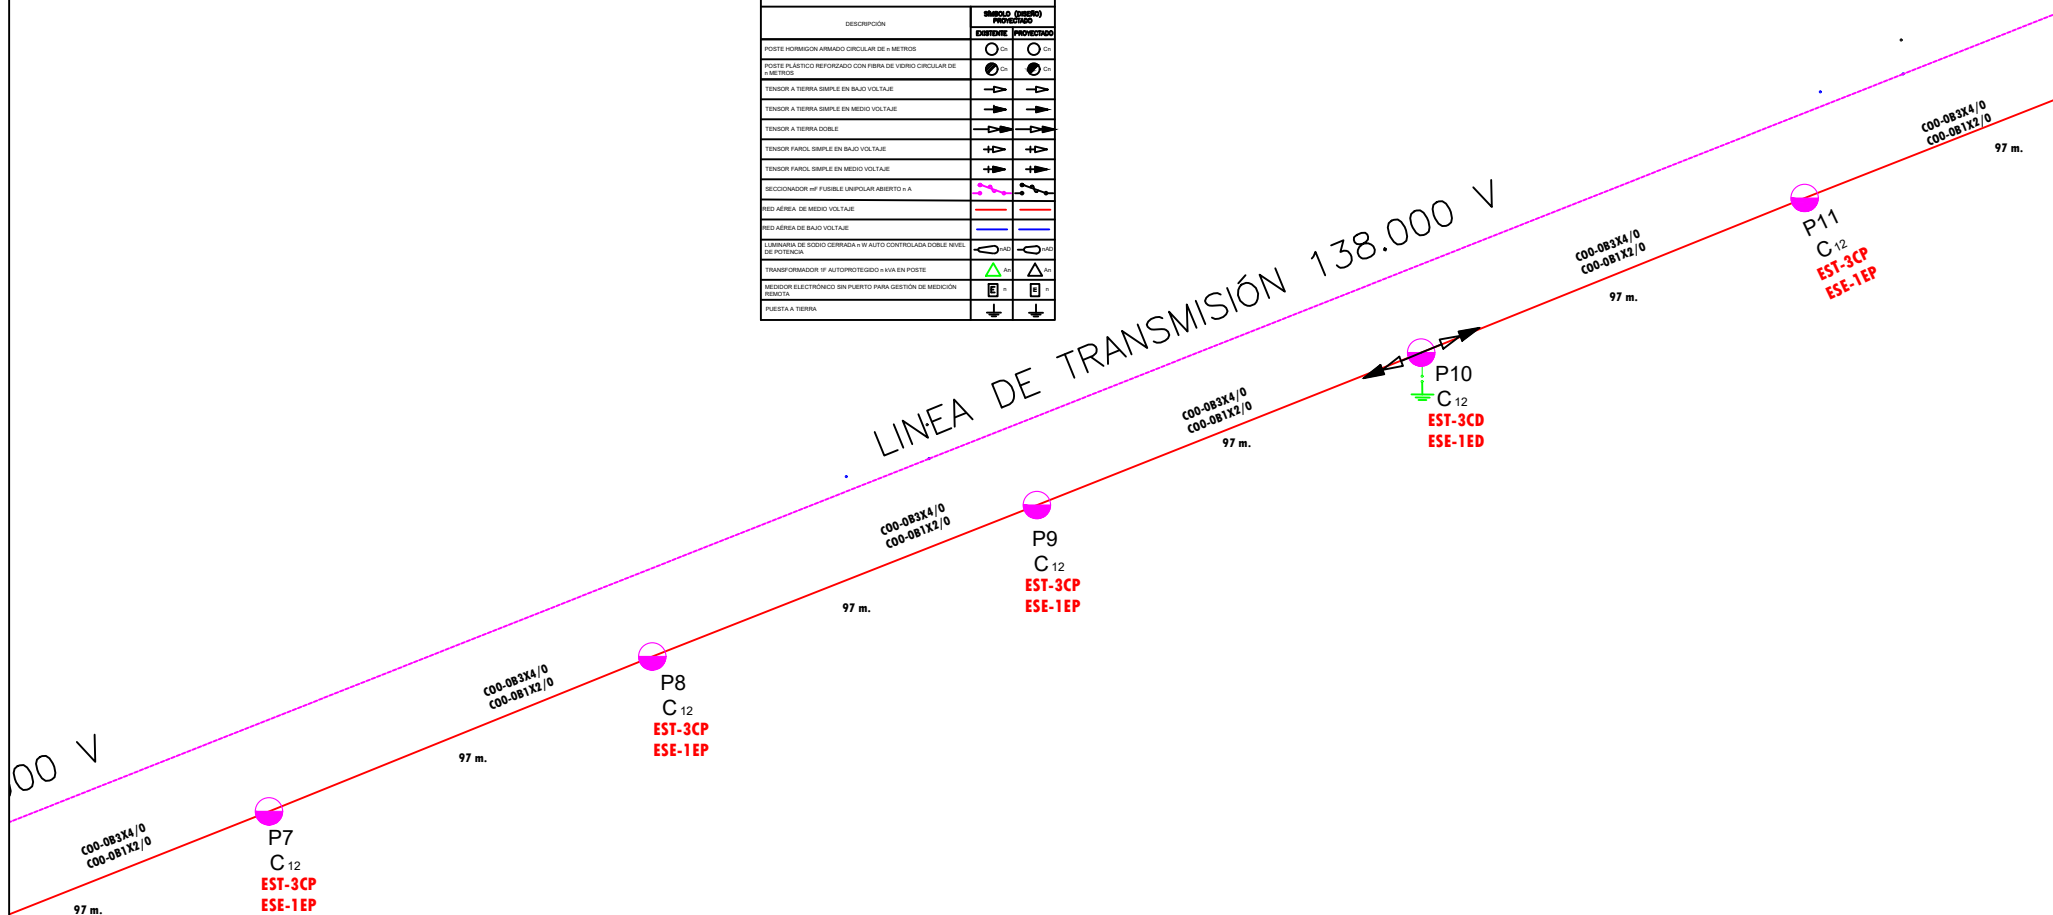 DESCRIPCIÓN
SÍMBOLO (DISEÑO)
PROYECTADO
EXISTENTE PROYECTADO
POSTE HORMIGON ARMADO CIRCULAR DE n METROS Cn Cn
POSTE PLÁSTICO REFORZADO CON FIBRA DE VIDRIO CIRCULAR DE
n METROS Cn Cn
TENSOR A TIERRA SIMPLE EN BAJO VOLTAJE
TENSOR A TIERRA SIMPLE EN MEDIO VOLTAJE
TENSOR A TIERRA DOBLE
TENSOR FAROL SIMPLE EN BAJO VOLTAJE
TENSOR FAROL SIMPLE EN MEDIO VOLTAJE
SECCIONADOR mF FUSIBLE UNIPOLAR ABIERTO n A
RED AÉREA DE MEDIO VOLTAJE
RED AÉREA DE BAJO VOLTAJE
LUMINARIA DE SODIO CERRADA n W AUTO CONTROLADA DOBLE NIVEL
DE POTENCIA nAD nAD
TRANSFORMADOR 1F AUTOPROTEGIDO n kVA EN POSTE An An
MEDIDOR ELECTRÓNICO SIN PUERTO PARA GESTIÓN DE MEDICIÓN
REMOTA E n E n
PUESTA A TIERRA
LINEA DE TRANSMISIÓN 138.000 V
C00-0B3X4/0
C00-0B1X2/0
97 m.
P11
C 12
EST-3CP
ESE-1EP
C00-0B3X4/0
C00-0B1X2/0
97 m.
P10
C 12
EST-3CD
ESE-1ED
C00-0B3X4/0
C00-0B1X2/0
97 m.
P9
C 12
EST-3CP
ESE-1EP
C00-0B3X4/0
C00-0B1X2/0
97 m.
P8
C 12
EST-3CP
ESE-1EP
C00-0B3X4/0
C00-0B1X2/0
97 m.
00 V
P7
C 12
EST-3CP
ESE-1EP
C00-0B3X4/0
C00-0B1X2/0
97 m.